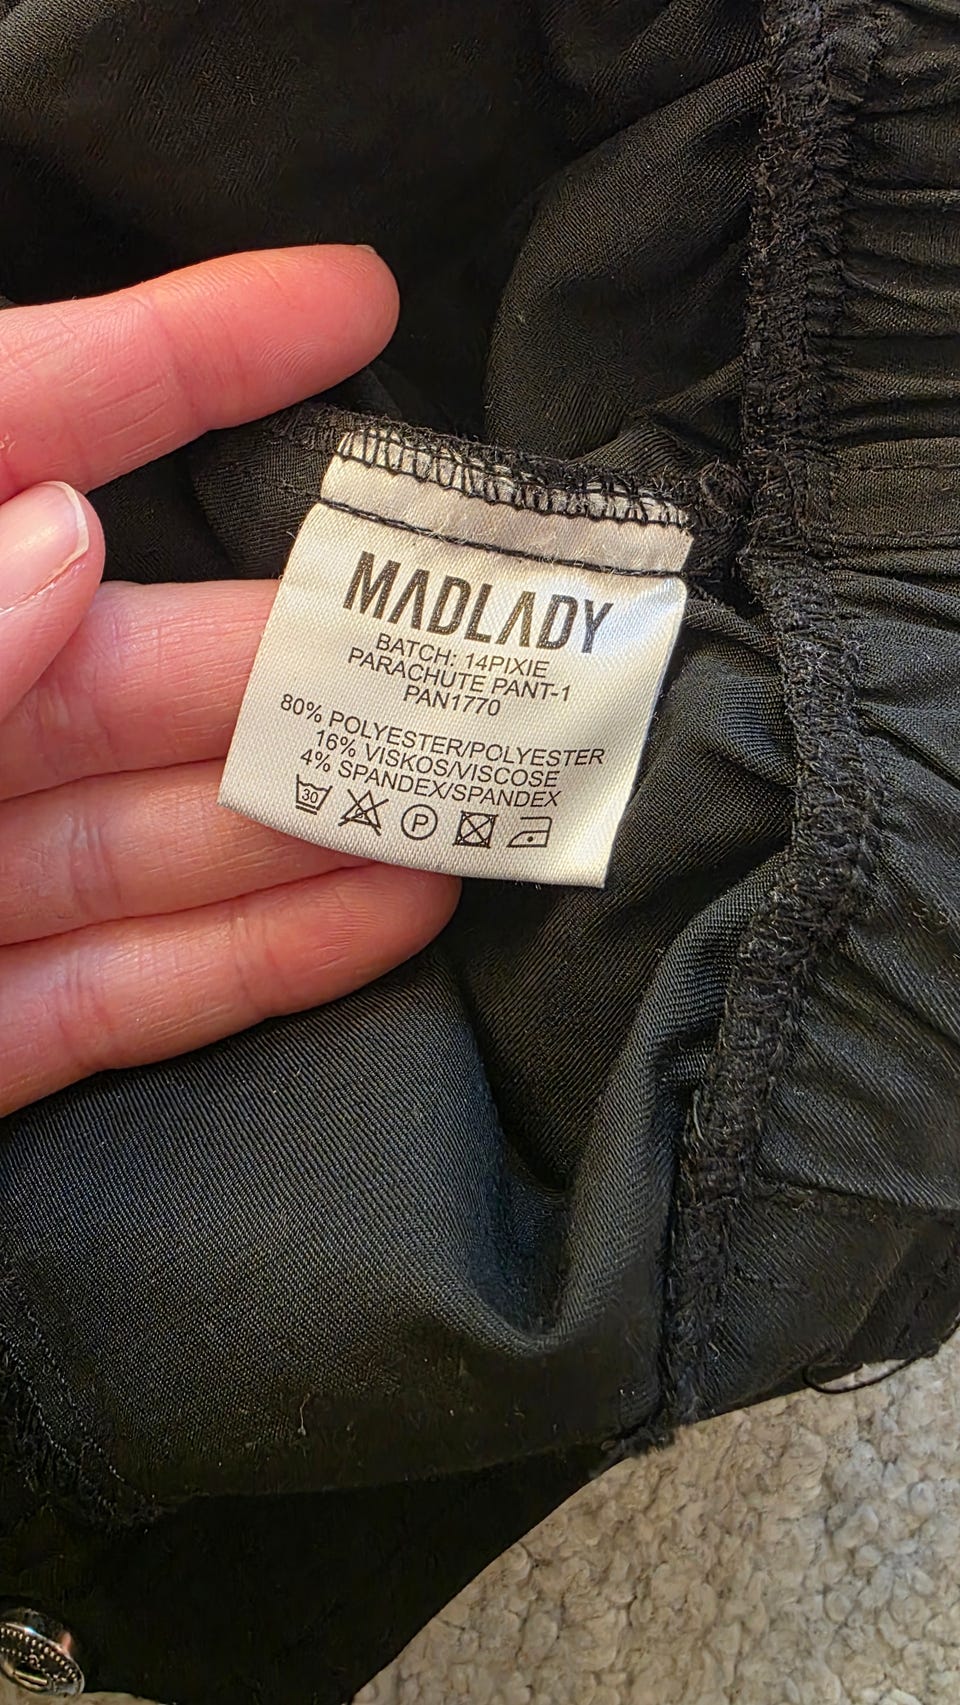 MADLADY
BATCH: 14PIXIE
PARACHUTE PANT-1
PAN1770
80% POLYESTER/POLYESTER
16% VISKOS/VISCOSE
4% SPANDEX/SPANDEX
30 P